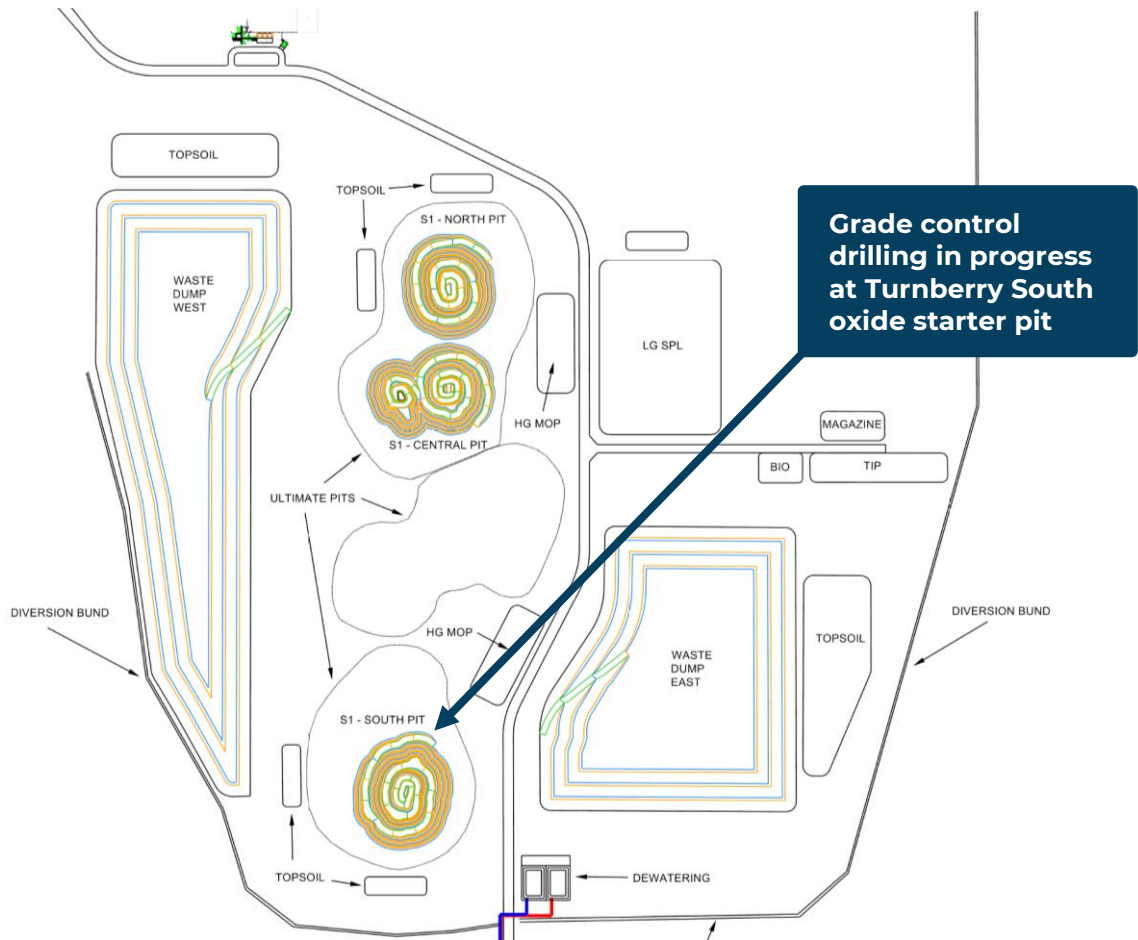 TOPSOIL
TOPSOIL
S1 - NORTH PIT
Grade control
drilling in progress
at Turnberry South
oxide starter pit
WASTE
DUMP
WEST
LG SPL
HG MOP
MAGAZINE
S1 - CENTRAL PIT
BIO
TIP
ULTIMATE PITS
DIVERSION BUND
HG MOP
DIVERSION BUND
TOPSOIL
WASTE
DUMP
EAST
S1 - SOUTH PIT
TOPSOIL
DEWATERING